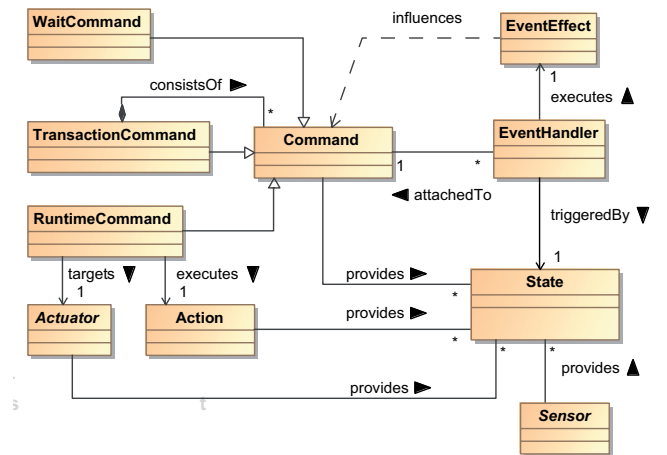 WaitCommand
influences
EventEffect
consistsOf ▶
1
*
executes ▲
TransactionCommand
Command
EventHandler
1
*
◀ attachedTo
RuntimeCommand
triggeredBy ▼
targets ▼
executes ▼
provides ▶
1
1
1
*
State
Actuator
Action
provides ▶
*
*
*
provides ▶
provides ▲
Sensor
s
t